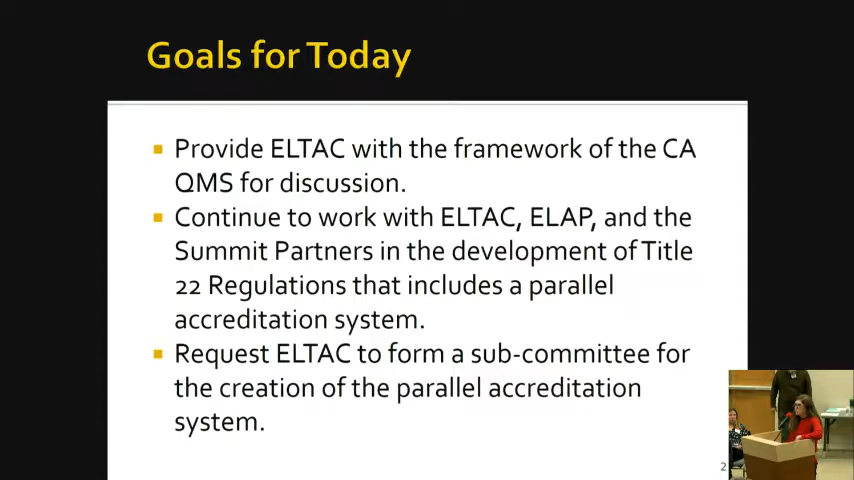 Goals for Today
Provide ELTAC with the framework of the CA
QMS for discussion.
Continue to work with ELTAC, ELAP, and the
Summit Partners in the development of Title
22 Regulations that includes a parallel
accreditation system.
Request ELTAC to form a sub-committee for
the creation of the parallel accreditation
system.
2